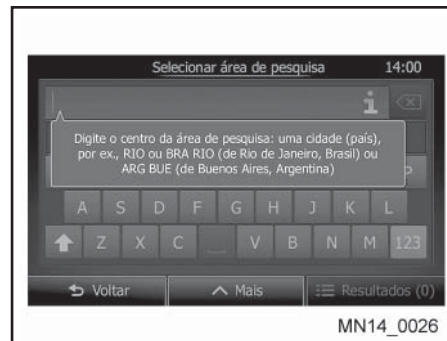 Selecionar área de pesquisa 14:00
Digite o centro da área de pesquisa: uma cidade (país),
por ex., RIO ou BRA RIO (de Rio de Janeiro, Brasil) ou
ARG BUE (de Buenos Aires, Argentina)
P
A S D F G H J K L
Z X C V B N M 123
Voltar Mais Resultados (0)
MN14_0026